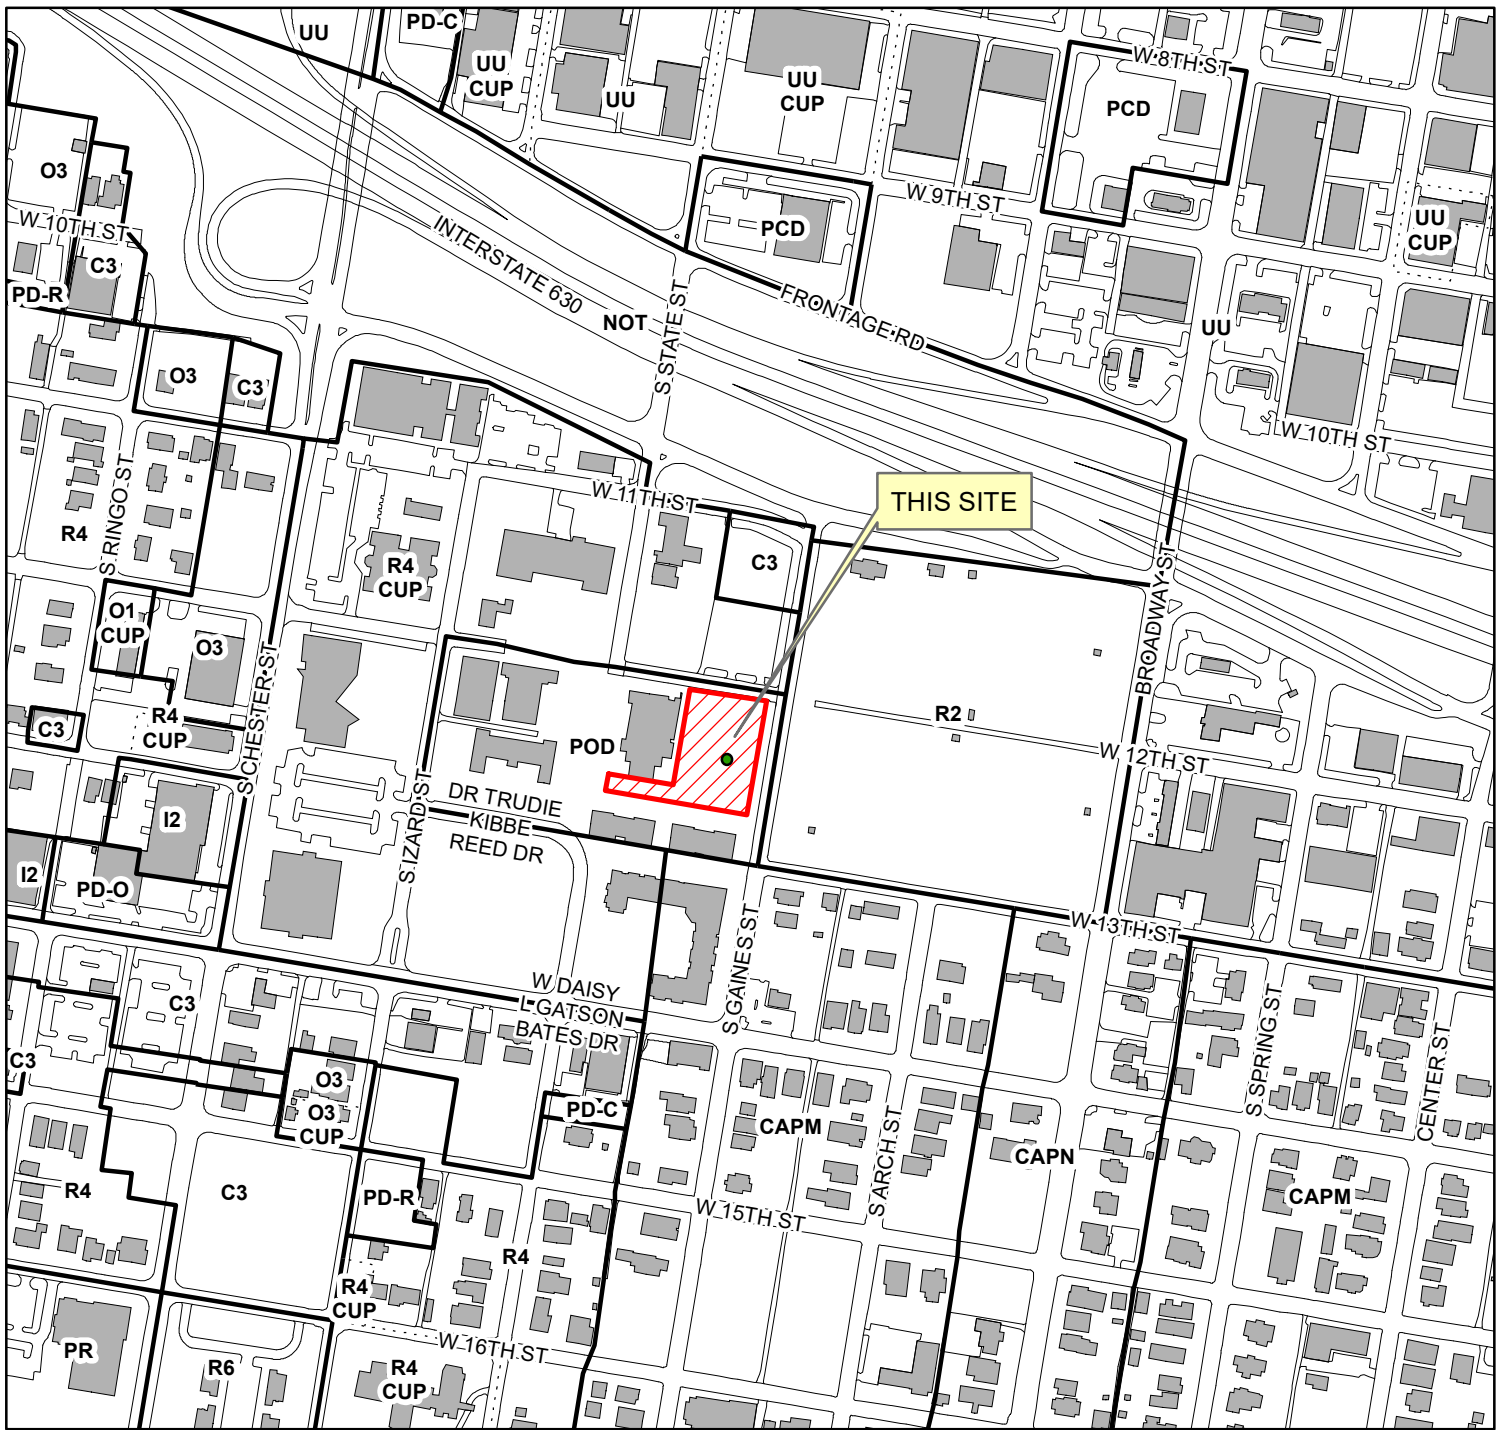 UU
PD-C
UU
CUP
UU
UU
CUP
W 8TH ST
PCD
O3
W 10TH ST
C3
PD-R
INTERSTATE 630
NOT
S STATE ST
PCD
W 9TH ST
FRONTAGE RD
UU
CUP
UU
W 10TH ST
O3
C3
S RINGO ST
R4
W 11TH ST
THIS SITE
R4
CUP
C3
BROADWAY ST
O1
CUP
O3
S CHESTER ST
C3
R4
CUP
POD
R2
W 12TH ST
S IZARD ST
DR TRUDIE
KIBBE
REED DR
I2
I2
PD-O
W 13TH ST
S GAINES ST
W DAISY
L GATSON
BATES DR
C3
C3
O3
O3
CUP
PD-C
CAPM
S ARCH ST
CAPN
S SPRING ST
CENTER ST
CAPM
R4
C3
PD-R
W 15TH ST
R4
R4
CUP
PR
R6
W 16TH ST
R4
CUP